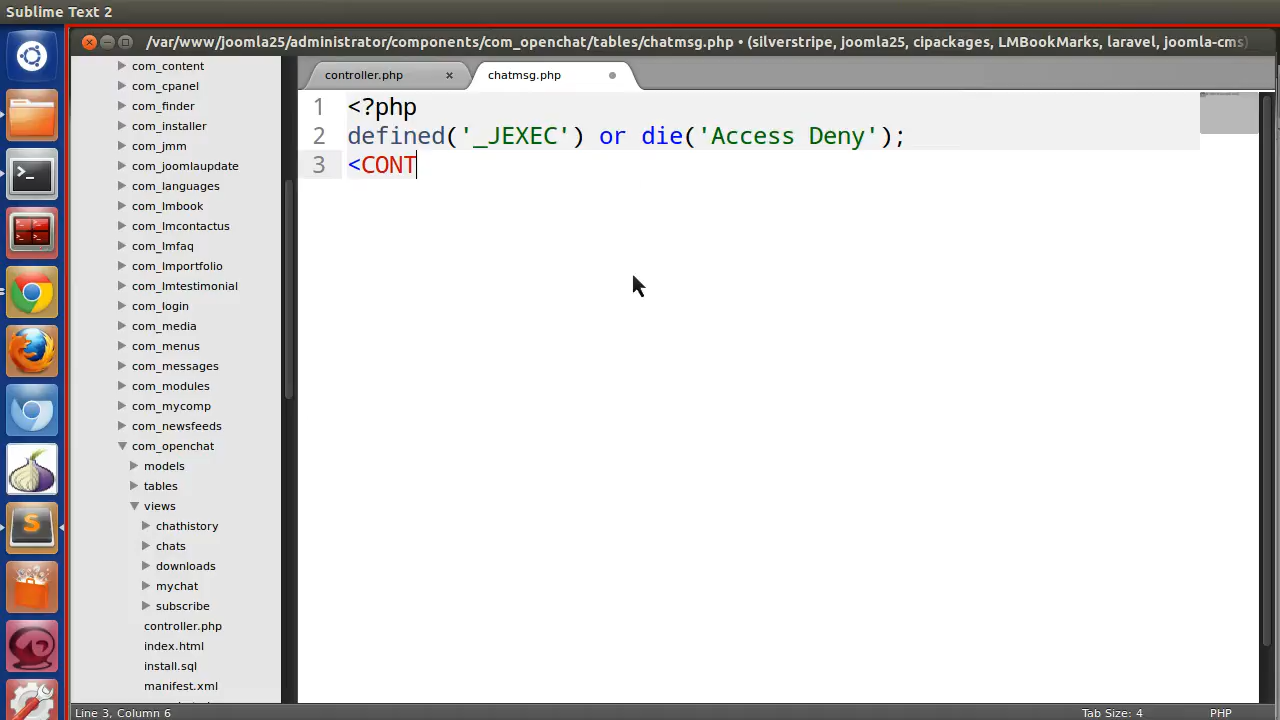 Sublime Text 2
/var/www/joomla25/administrator/components/com_openchat/tables/chatmsg.php • (silverstripe, joomla25, cipackages, LMBookMarks, laravel, joomla-cms)
com_content
com_cpanel
com_finder
com_installer
com_jmm
com_joomlaupdate
com_languages
com_lmbook
com_lmcontactus
com_lmfaq
com_lmportfolio
com_lmtestimonial
com_login
com_media
com_menus
com_messages
com_modules
com_mycomp
com_newsfeeds
com_openchat
models
tables
views
chathistory
chats
downloads
mychat
subscribe
controller.php
index.html
install.sql
manifest.xml
controller.php
chatmsg.php
1 <?php
2 defined('_JEXEC') or die('Access Deny');
3 <CONT
Line 3, Column 6
Tab Size: 4
PHP